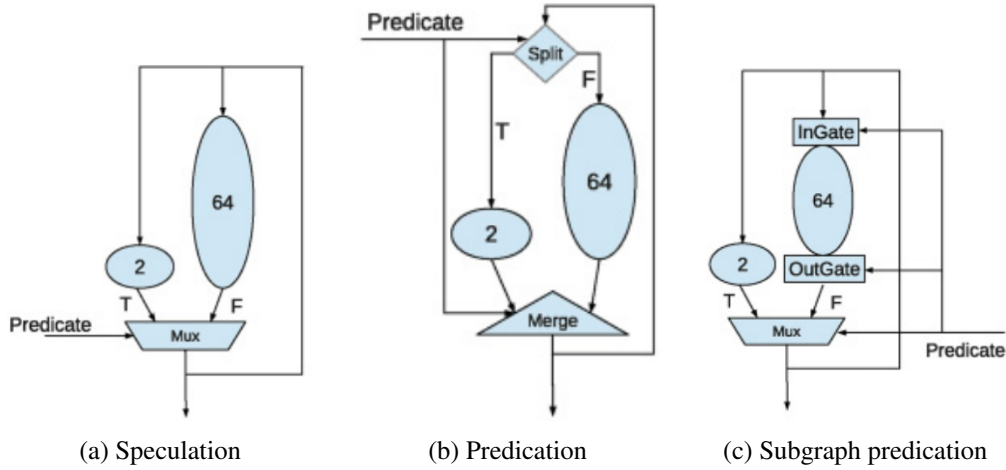 2
64
T
F
Predicate
Mux
(a) Speculation
Predicate
Split
F
T
64
2
Merge
(b) Predication
InGate
64
2
OutGate
T
F
Mux
Predicate
(c) Subgraph predication